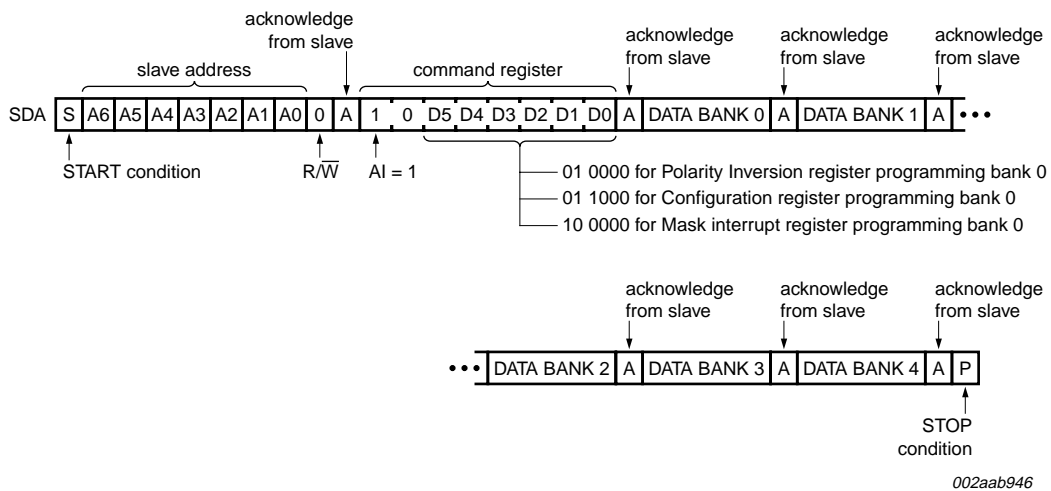 acknowledge
from slave
acknowledge
from slave
acknowledge
from slave
acknowledge
from slave
slave address
command register
SDA S A6 A5 A4 A3 A2 A1 A0 0 A 1 0 D5 D4 D3 D2 D1 D0 A DATA BANK 0 A DATA BANK 1 A •••
START condition
R/W̅
AI = 1
01 0000 for Polarity Inversion register programming bank 0
01 1000 for Configuration register programming bank 0
10 0000 for Mask interrupt register programming bank 0
acknowledge
from slave
acknowledge
from slave
acknowledge
from slave
••• DATA BANK 2 A DATA BANK 3 A DATA BANK 4 A P
STOP
condition
002aab946